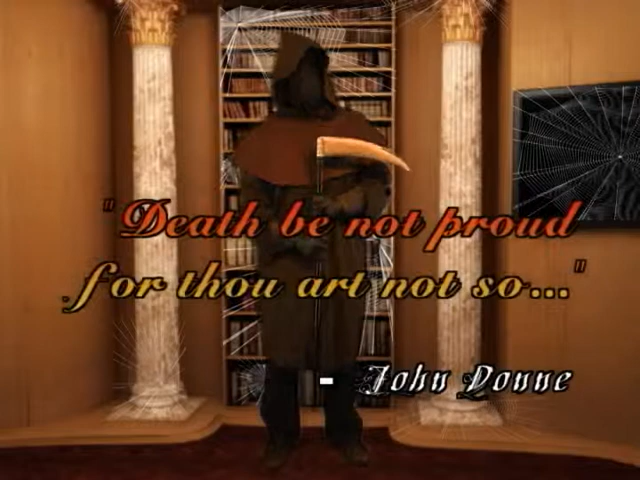 "Death be not proud
for thou art not so..."
- John Donne